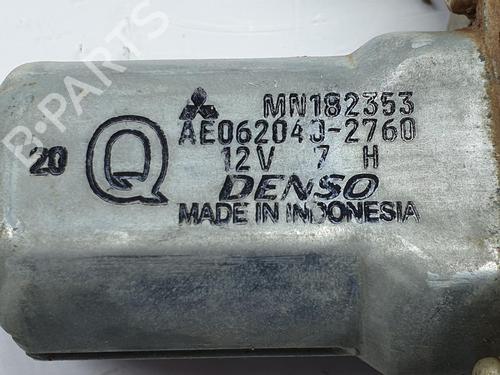 B-PARTS
MN182353
AE062040-2760
20 Q 12V 7 H
DENSO
MADE IN INDONESIA